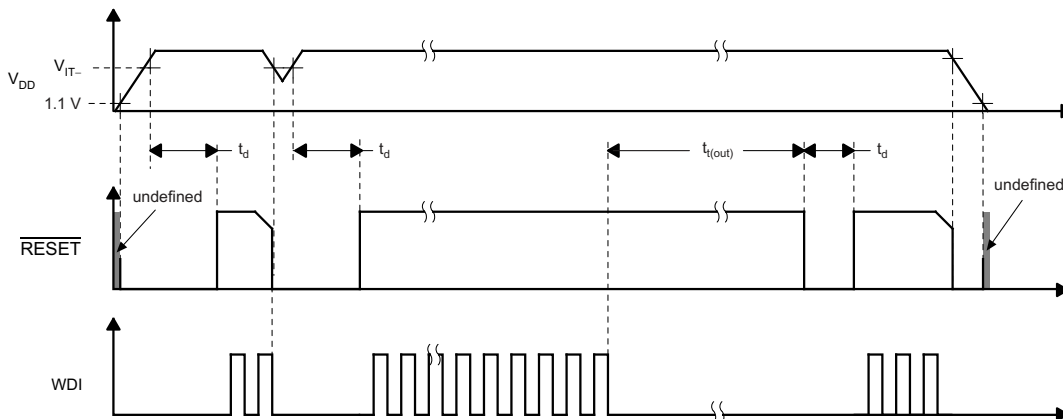 V_DD
V_IT–
1.1 V
t_d
t_d
t_t(out)
t_d
undefined
undefined
RESET
WDI